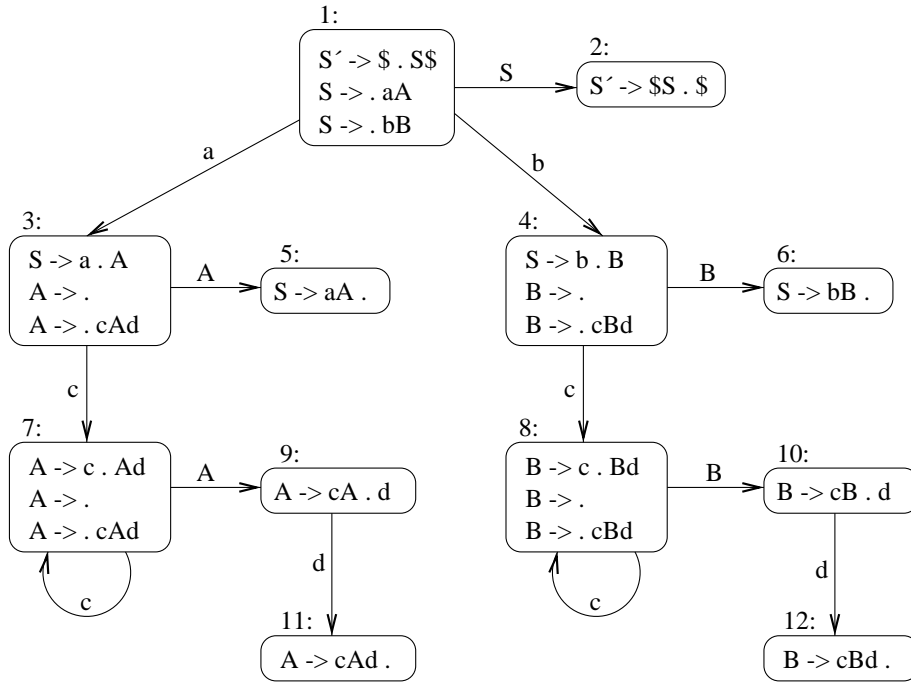 1:
S´ -> $ . S$
S -> . aA
S -> . bB
S
2:
S´ -> $S . $
a
b
3:
S -> a . A
A -> .
A -> . cAd
A
5:
S -> aA .
4:
S -> b . B
B -> .
B -> . cBd
B
6:
S -> bB .
c
c
7:
A -> c . Ad
A -> .
A -> . cAd
A
9:
A -> cA . d
8:
B -> c . Bd
B -> .
B -> . cBd
B
10:
B -> cB . d
c
d
c
d
11:
A -> cAd .
12:
B -> cBd .